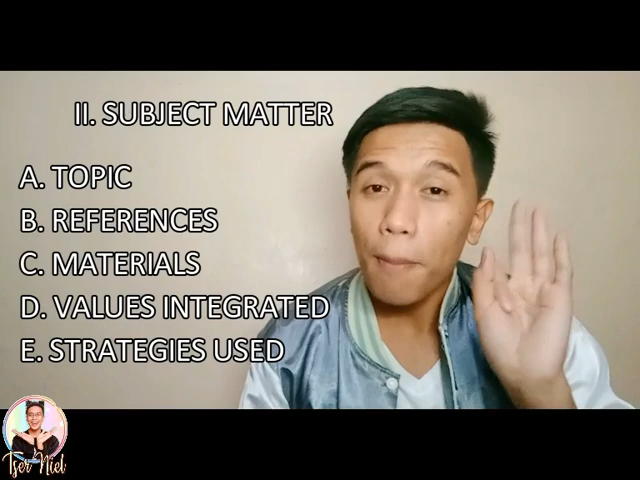 II. SUBJECT MATTER
A. TOPIC
B. REFERENCES
C. MATERIALS
D. VALUES INTEGRATED
E. STRATEGIES USED
Tser Niel